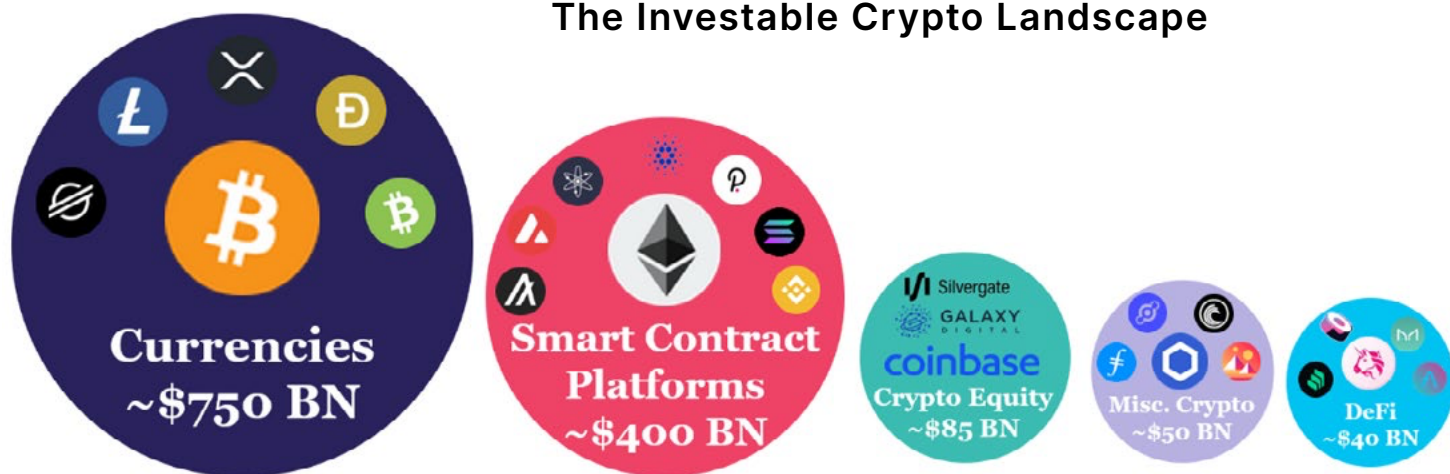 The Investable Crypto Landscape
Currencies
~$750 BN
Smart Contract
Platforms
~$400 BN
Silvergate
GALAXY
DIGITAL
coinbase
Crypto Equity
~$85 BN
Misc. Crypto
~$50 BN
DeFi
~$40 BN